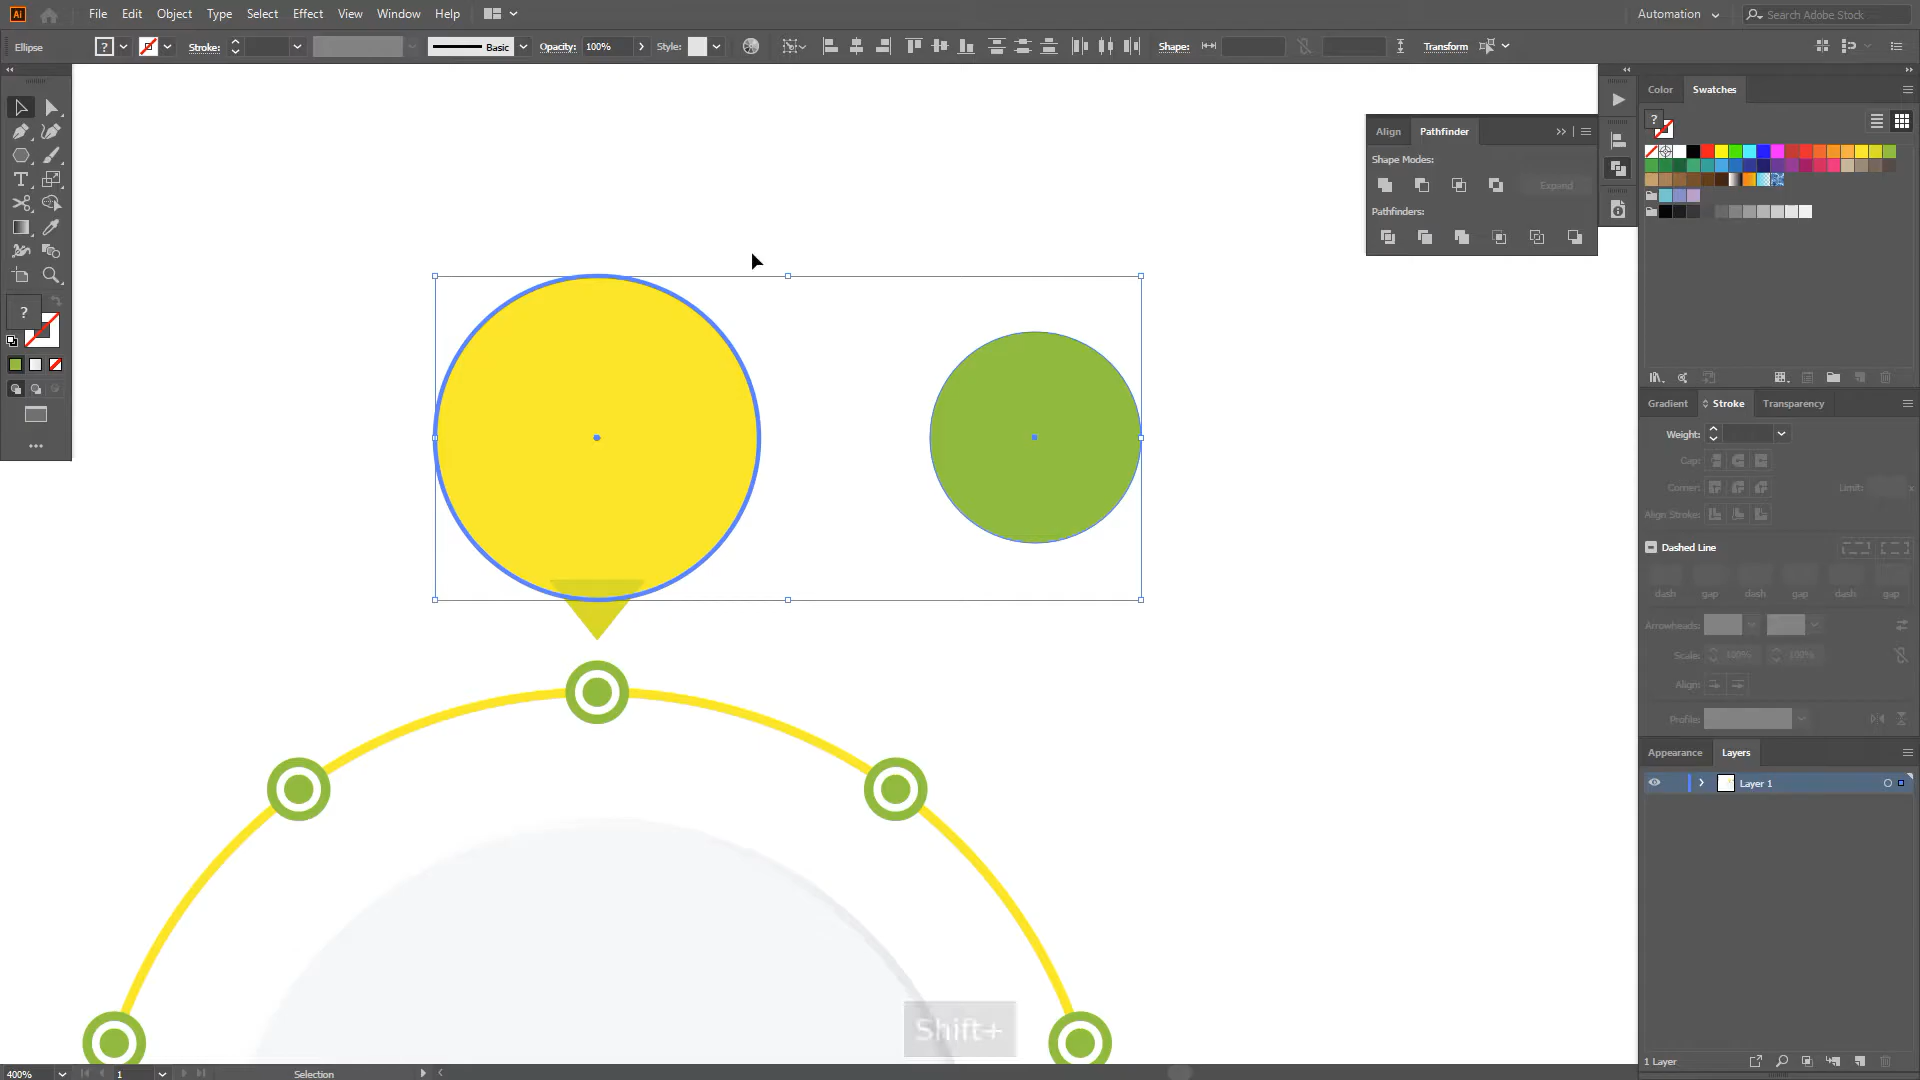 Ai File Edit Object Type Select Effect View Window Help Automation Search Adobe Stock
Ellipse ? Stroke: Basic Opacity: 100% Style: Shape: Transform
Color Swatches
?
Align Pathfinder
Shape Modes:
Expand
Pathfinders:
T
?
Gradient Stroke Transparency
Weight:
Cap:
Corner: Limit: x
Align Stroke:
Dashed Line
dash gap dash gap dash gap
Arrowheads:
Scale: 100% 100%
Align:
Profile:
Appearance Layers
Layer 1
Shift+
1 Layer
400% 1 Selection